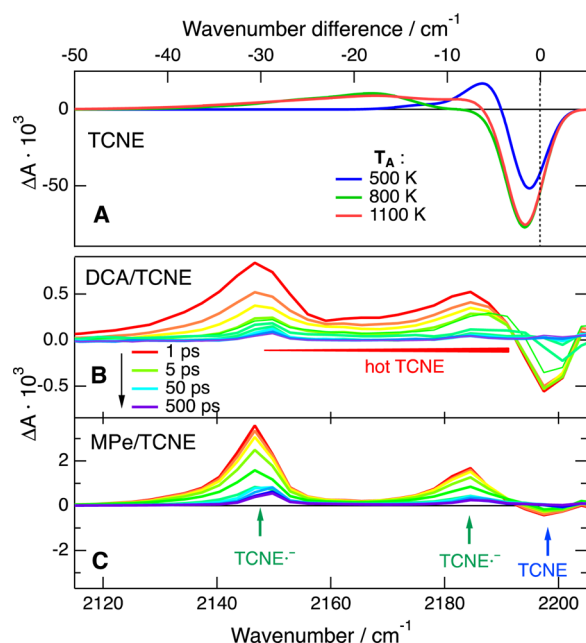 Wavenumber difference / cm⁻¹
-50 -40 -30 -20 -10 0
0
-50
ΔA · 10³
TCNE
T_A :
500 K
800 K
1100 K
A
DCA/TCNE
0.5
0.0
-0.5
ΔA · 10³
1 ps
5 ps
50 ps
500 ps
hot TCNE
B
MPe/TCNE
2
0
-2
TCNE·⁻
TCNE·⁻
TCNE
C
2120 2140 2160 2180 2200
Wavenumber / cm⁻¹